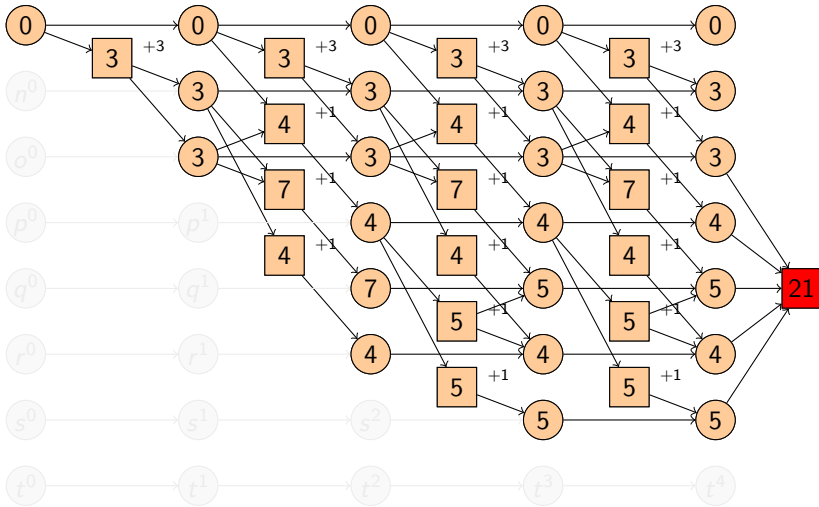 0 0 0 0 0
3 +3 3 +3 3 +3 3 +3
n⁰ 3 3 3 3
4 +1 4 +1 4 +1
o⁰ 3 3 3 3
7 +1 7 +1 7 +1
p⁰ p¹ 4 4 4
4 +1 4 +1 4 +1
q⁰ q¹ 7 5 5 21
5 +1 5 +1
r⁰ r¹ 4 4 4
5 +1 5 +1
s⁰ s¹ s² 5 5
t⁰ t¹ t² t³ t⁴